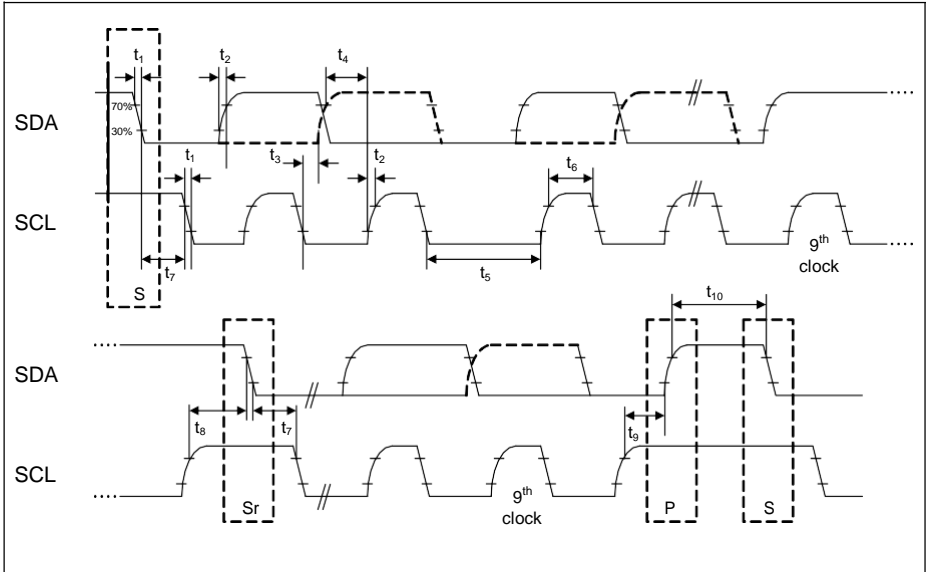 t₁ t₂ t₄
SDA 70%
30%
t₁ t₃ t₂ t₆
SCL
t₇ t₅ 9th
clock
S
t₁₀
SDA
t₈ t₇ t₉
SCL
Sr 9th
clock P S